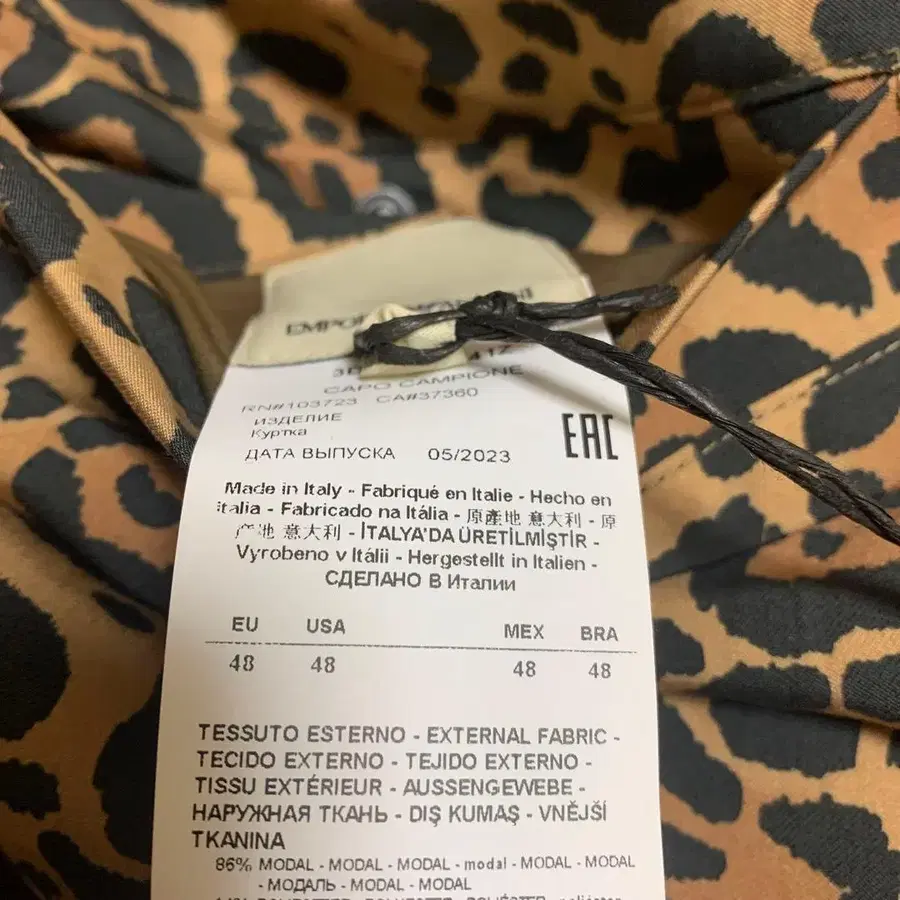 CAPO CAMPIONE
RN#103723 CA#37360
ИЗДЕЛИЕ
Куртка
ДАТА ВЫПУСКА 05/2023
EAC
Made in Italy - Fabriqué en Italie - Hecho en
Italia - Fabricado na Itália - 原產地 意大利 - 原
产地 意大利 - İTALYA'DA ÜRETİLMİŞTİR -
Vyrobeno v Itálii - Hergestellt in Italien -
СДЕЛАНО В Италии
EU USA MEX BRA
48 48 48 48
TESSUTO ESTERNO - EXTERNAL FABRIC -
TECIDO EXTERNO - TEJIDO EXTERNO -
TISSU EXTÉRIEUR - AUSSENGEWEBE -
НАРУЖНАЯ ТКАНЬ - DIŞ KUMAŞ - VNĚJŠÍ
TKANINA
86% MODAL - MODAL - MODAL - modal - MODAL - MODAL
- МОДАЛЬ - MODAL - MODAL